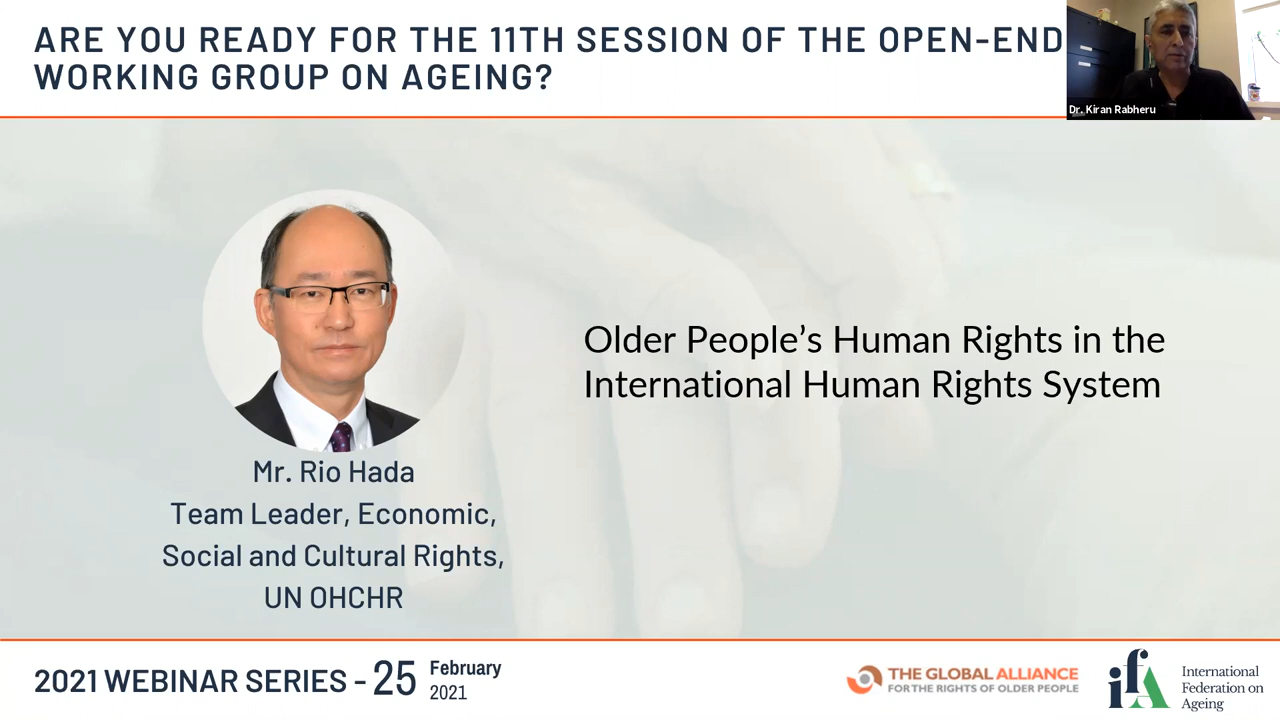 ARE YOU READY FOR THE 11TH SESSION OF THE OPEN-END
WORKING GROUP ON AGEING?
Dr. Kiran Rabheru
Older People’s Human Rights in the
International Human Rights System
Mr. Rio Hada
Team Leader, Economic,
Social and Cultural Rights,
UN OHCHR
2021 WEBINAR SERIES - 25 February
2021
THE GLOBAL ALLIANCE
FOR THE RIGHTS OF OLDER PEOPLE
ifA
International
Federation on
Ageing